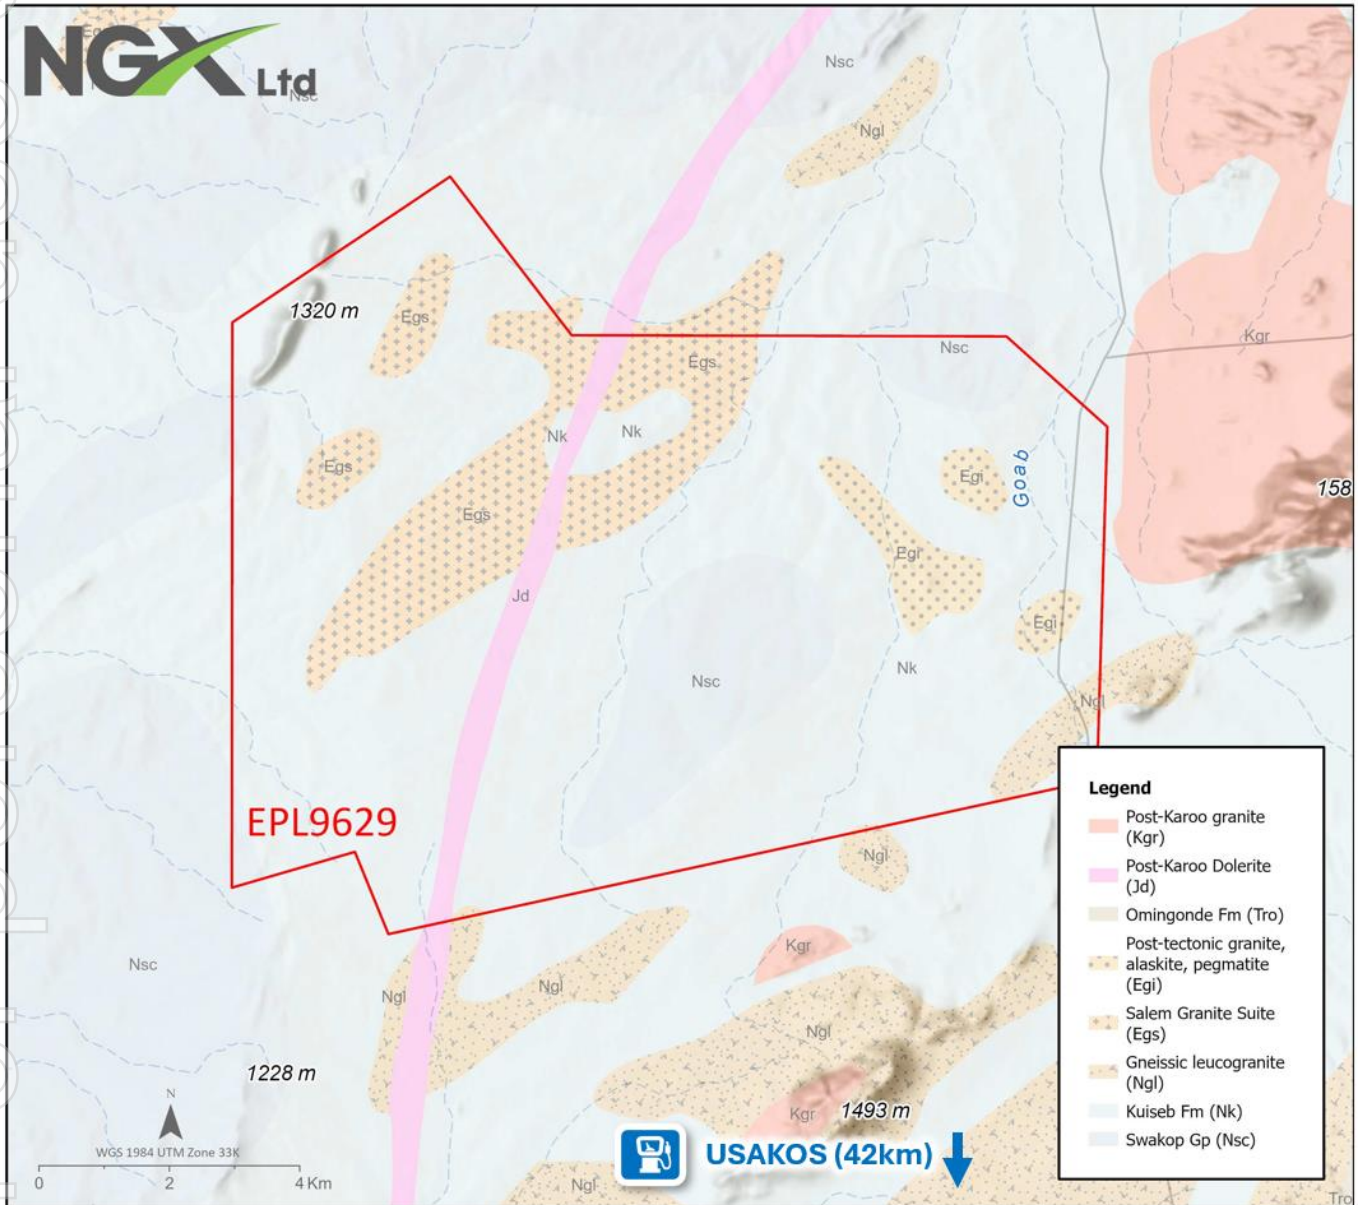 NGX Ltd
Egs
Nsc
Nsc
Ngl
1320 m
Egs
Kgr
Nsc
Egs
Nk
Nk
Egs
Egi
Goab
158
Egs
Egi
Jd
Egi
Nk
Nsc
Ngl
EPL9629
Ngl
Nsc
Kgr
Ngl
Ngl
Ngl
1228 m
Kgr
1493 m
N
WGS 1984 UTM Zone 33K
0 2 4 Km
USAKOS (42km)
Ngl
Tro
Legend
Post-Karoo granite
(Kgr)
Post-Karoo Dolerite
(Jd)
Omingonde Fm (Tro)
Post-tectonic granite,
alaskite, pegmatite
(Egi)
Salem Granite Suite
(Egs)
Gneissic leucogranite
(Ngl)
Kuiseb Fm (Nk)
Swakop Gp (Nsc)